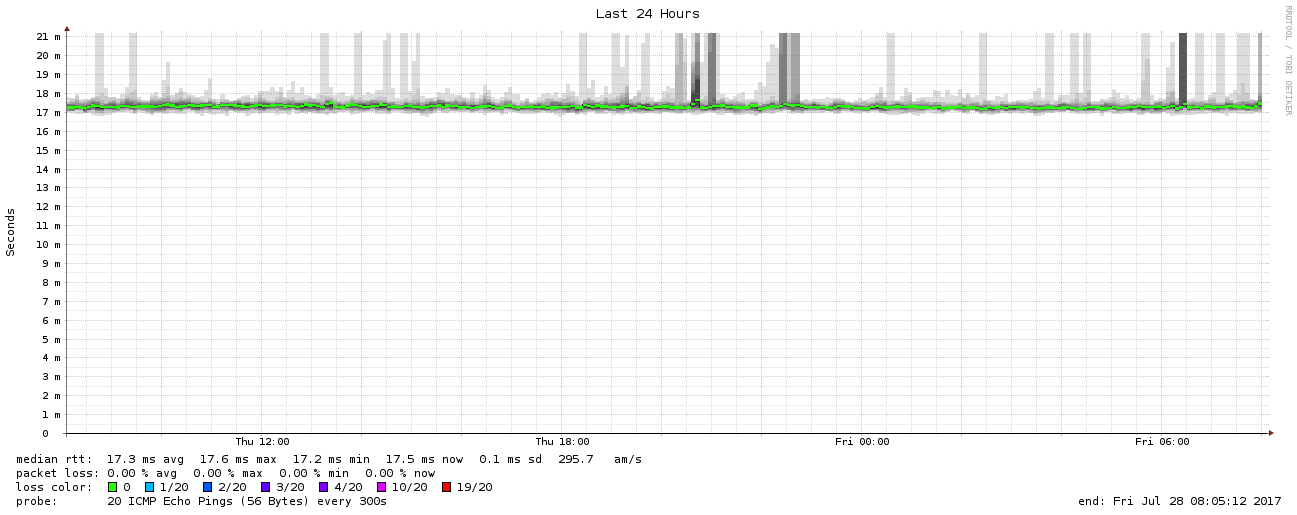 Last 24 Hours
RRDTOOL / TOBI OETIKER
Seconds
21 m
20 m
19 m
18 m
17 m
16 m
15 m
14 m
13 m
12 m
11 m
10 m
9 m
8 m
7 m
6 m
5 m
4 m
3 m
2 m
1 m
0
Thu 12:00 Thu 18:00 Fri 00:00 Fri 06:00
median rtt: 17.3 ms avg 17.6 ms max 17.2 ms min 17.5 ms now 0.1 ms sd 295.7 am/s
packet loss: 0.00 % avg 0.00 % max 0.00 % min 0.00 % now
loss color: 0 1/20 2/20 3/20 4/20 10/20 19/20
probe: 20 ICMP Echo Pings (56 Bytes) every 300s end: Fri Jul 28 08:05:12 2017